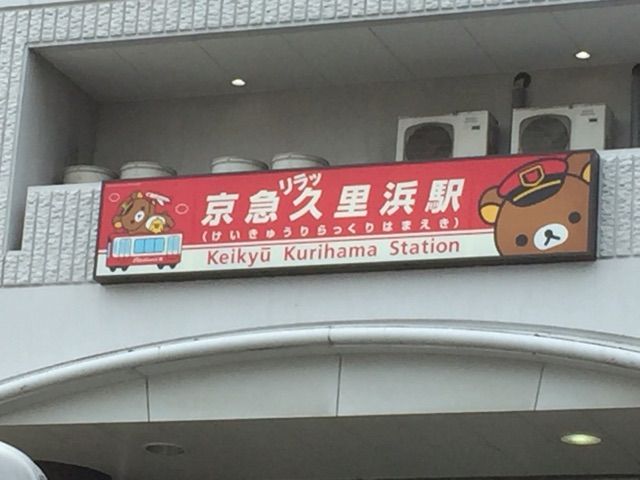 リラッ
京急久里浜駅
(けいきゅうりらっくりはまえき)
Keikyū Kurihama Station